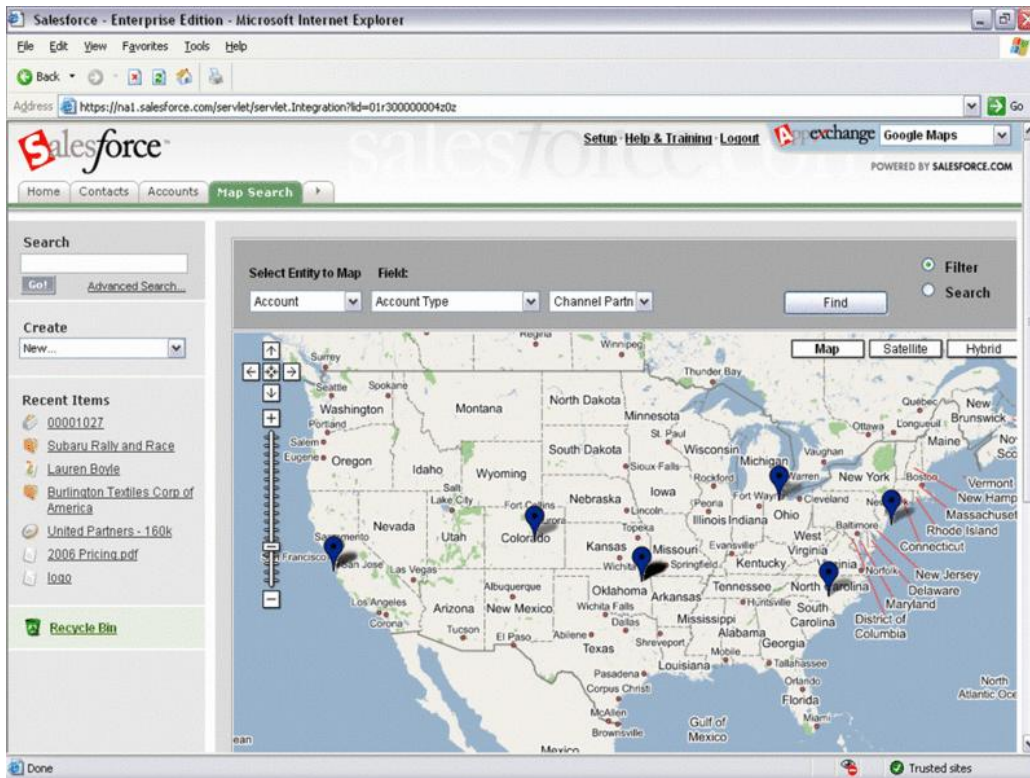 Salesforce - Enterprise Edition - Microsoft Internet Explorer
File Edit View Favorites Tools Help
Back
Address https://na1.salesforce.com/servlet/servlet.Integration?lid=01r300000004z0z Go
salesforce
Setup · Help & Training · Logout
Appexchange Google Maps
POWERED BY SALESFORCE.COM
Home Contacts Accounts Map Search
Search
Go!
Advanced Search...
Create
New...
Recent Items
00001027
Subaru Rally and Race
Lauren Boyle
Burlington Textiles Corp of
America
United Partners - 160k
2006 Pricing.pdf
logo
Recycle Bin
Select Entity to Map Field:
Account Account Type Channel Partn
Find
Filter
Search
Map Satellite Hybrid
Regina
Winnipeg
Surrey
Thunder Bay
Seattle
Spokane
Washington
Montana
North Dakota
Minnesota
Quebec
New
Brunswick
Ottawa
Longueuil
Portland
Maine
St. Paul
Salem
Eugene
Oregon
Idaho
South Dakota
Wisconsin
Michigan
Vaughan
Wyoming
Sioux Falls
Rockford
Warren
New York
Boston
Vermont
Salt
Lake City
Fort Collins
Nebraska
Iowa
Peoria
Fort Wayne
Cleveland
New Hamp
Lincoln
Massachuset
Nevada
Utah
Colorado
Illinois
Indiana
Ohio
Rhode Island
Sacramento
Topeka
Baltimore
Connecticut
Francisco
San Jose
Las Vegas
Kansas
Missouri
Evansville
West
Virginia
Wichita
Springfield
Kentucky
Norfolk
New Jersey
Albuquerque
Oklahoma
Arkansas
Tennessee
North Carolina
Delaware
Los Angeles
Arizona
New Mexico
Wichita Falls
Huntsville
South
Carolina
Maryland
Corona
Dallas
Mississippi
District of
Columbia
Tucson
El Paso
Abilene
Shreveport
Alabama
Georgia
Texas
Mobile
Louisiana
Tallahassee
Pasadena
Orlando
North
Atlantic Oce
Corpus Christi
Florida
McAllen
Gulf of
Mexico
Miami
Brownsville
ean
Mexico
Done
Trusted sites